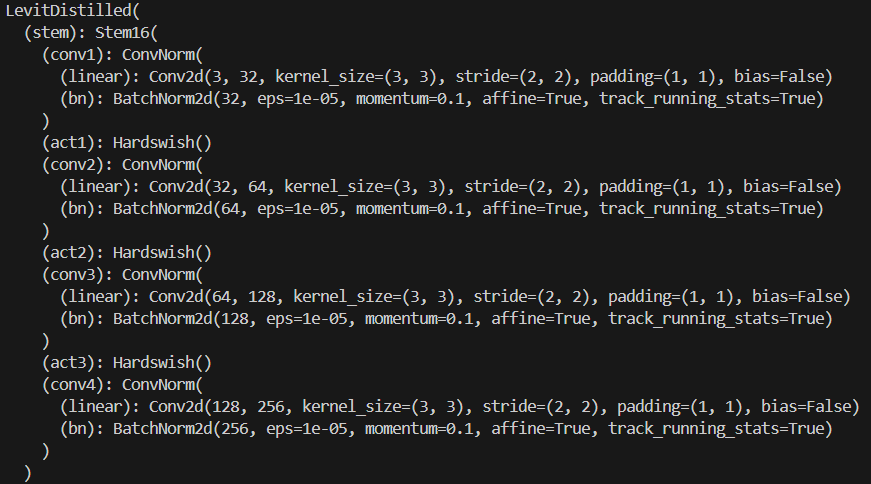 LevitDistilled(
  (stem): Stem16(
    (conv1): ConvNorm(
      (linear): Conv2d(3, 32, kernel_size=(3, 3), stride=(2, 2), padding=(1, 1), bias=False)
      (bn): BatchNorm2d(32, eps=1e-05, momentum=0.1, affine=True, track_running_stats=True)
    )
    (act1): Hardswish()
    (conv2): ConvNorm(
      (linear): Conv2d(32, 64, kernel_size=(3, 3), stride=(2, 2), padding=(1, 1), bias=False)
      (bn): BatchNorm2d(64, eps=1e-05, momentum=0.1, affine=True, track_running_stats=True)
    )
    (act2): Hardswish()
    (conv3): ConvNorm(
      (linear): Conv2d(64, 128, kernel_size=(3, 3), stride=(2, 2), padding=(1, 1), bias=False)
      (bn): BatchNorm2d(128, eps=1e-05, momentum=0.1, affine=True, track_running_stats=True)
    )
    (act3): Hardswish()
    (conv4): ConvNorm(
      (linear): Conv2d(128, 256, kernel_size=(3, 3), stride=(2, 2), padding=(1, 1), bias=False)
      (bn): BatchNorm2d(256, eps=1e-05, momentum=0.1, affine=True, track_running_stats=True)
    )
  )